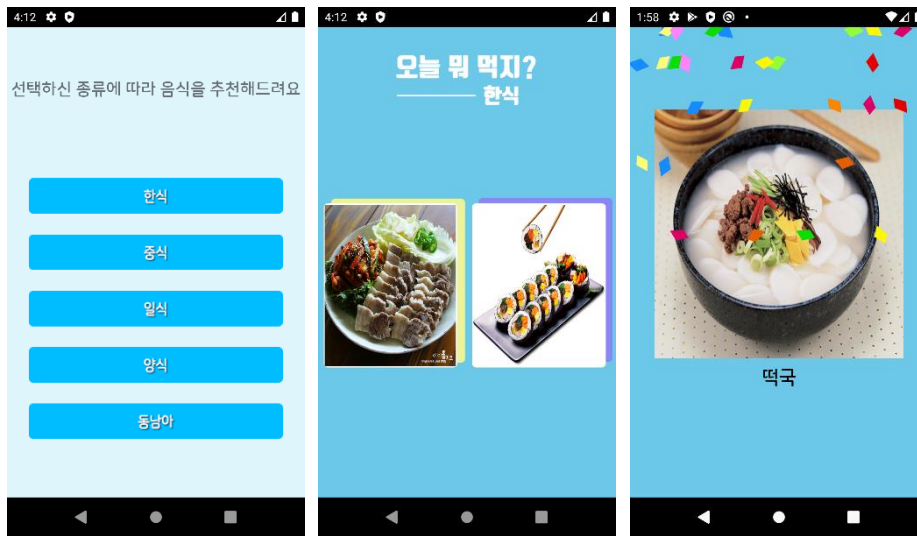 4:12
선택하신 종류에 따라 음식을 추천해드려요
한식
중식
일식
양식
동남아
4:12
오늘 뭐 먹지?
한식
1:58
떡국